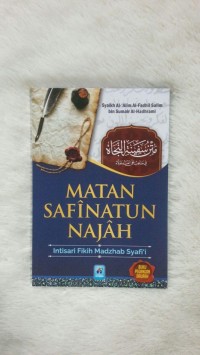 Syaikh Al-'Alim Al-Fadhil Salim
bin Sumair Al-Hadhrami
متن سفينة النجاة
MATAN
SAFÎNATUN
NAJÂH
Intisari Fikih Madzhab Syafi'i